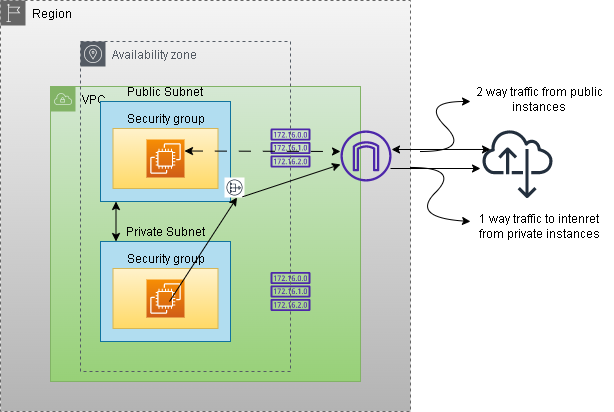 Region
Availability zone
VPC
Public Subnet
Security group
172.16.0.0
172.16.1.0
172.16.2.0
2 way traffic from public
instances
Private Subnet
Security group
172.16.0.0
172.16.1.0
172.16.2.0
1 way traffic to intenret
from private instances